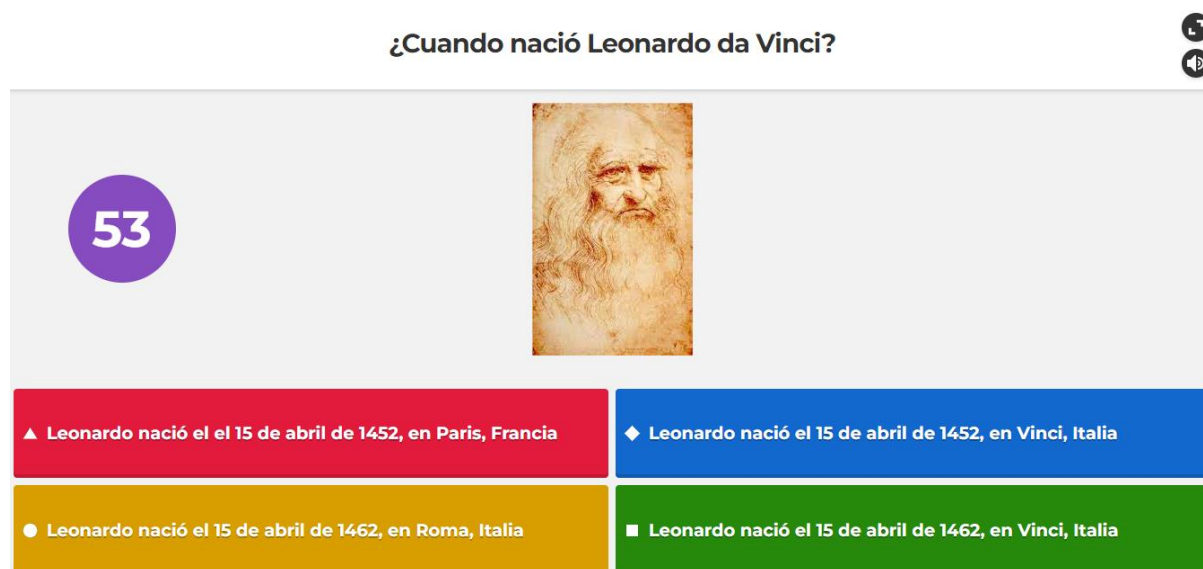 ¿Cuando nació Leonardo da Vinci?
53
Leonardo nació el el 15 de abril de 1452, en Paris, Francia
Leonardo nació el 15 de abril de 1452, en Vinci, Italia
Leonardo nació el 15 de abril de 1462, en Roma, Italia
Leonardo nació el 15 de abril de 1462, en Vinci, Italia